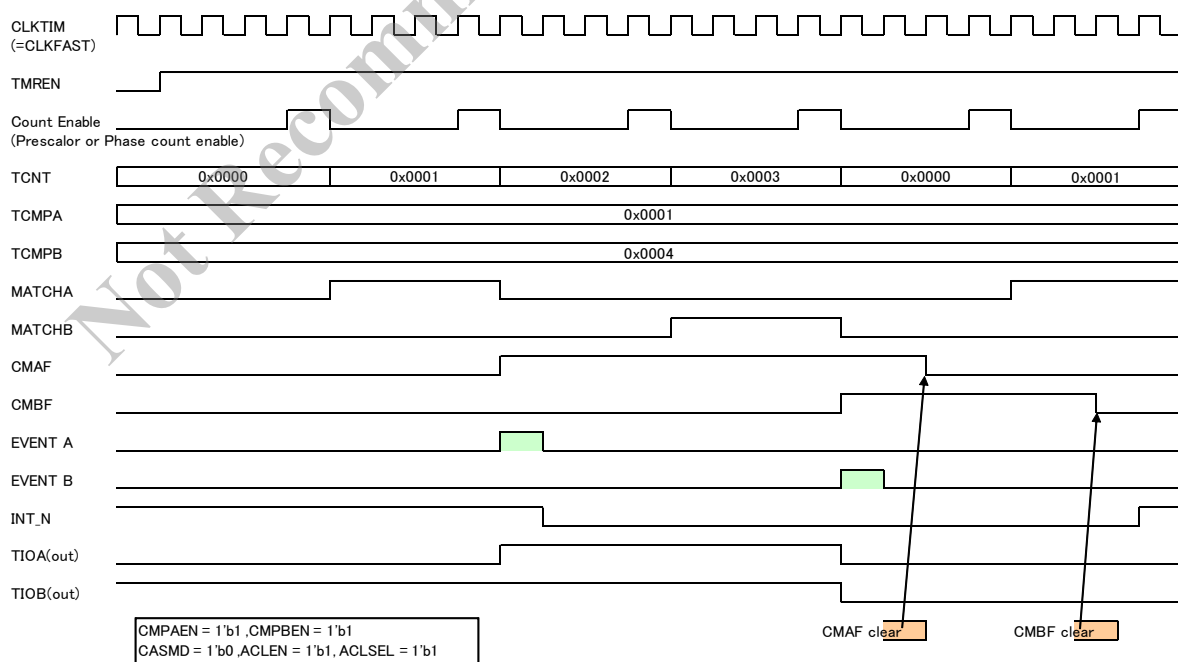 CLKTIM
(=CLKFAST)
TMREN
Count Enable
(Prescalor or Phase count enable)
TCNT 0x0000 0x0001 0x0002 0x0003 0x0000 0x0001
TCMPA 0x0001
TCMPB 0x0004
MATCHA
MATCHB
CMAF
CMBF
EVENT A
EVENT B
INT_N
TIOA(out)
TIOB(out)
CMPAEN = 1'b1 ,CMPBEN = 1'b1
CASMD = 1'b0 ,ACLEN = 1'b1, ACLSEL = 1'b1
CMAF clear CMBF clear
Not Recomm